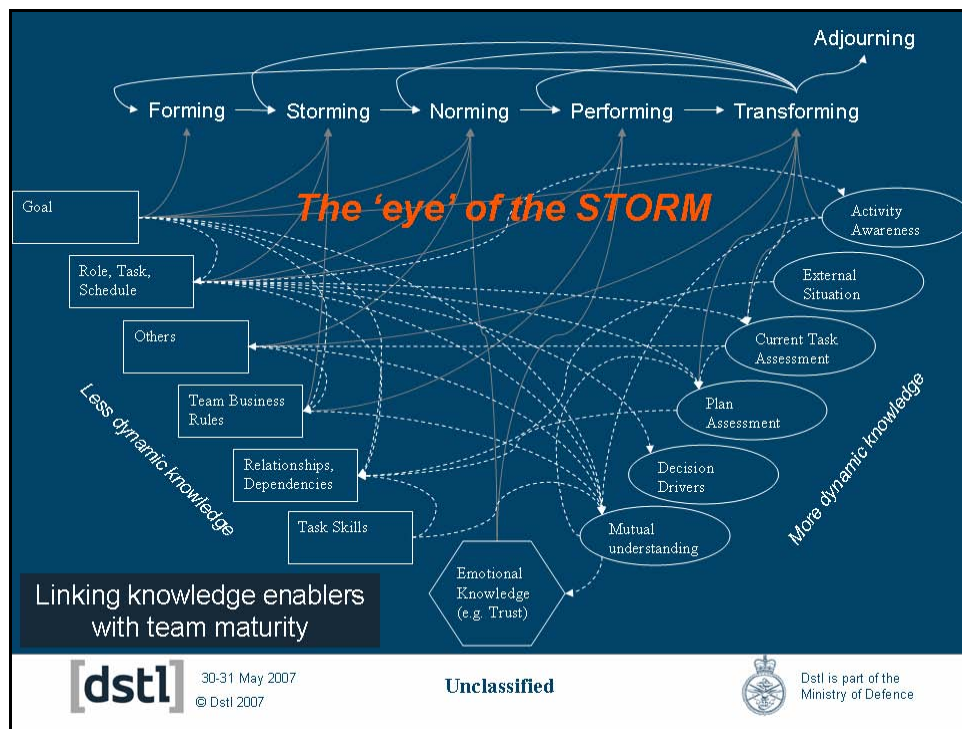 Adjourning
Forming
Storming
Norming
Performing
Transforming
The ‘eye’ of the STORM
Goal
Role, Task,
Schedule
Others
Team Business
Rules
Relationships,
Dependencies
Task Skills
Less dynamic knowledge
Emotional
Knowledge
(e.g. Trust)
Activity
Awareness
External
Situation
Current Task
Assessment
Plan
Assessment
Decision
Drivers
Mutual
understanding
More dynamic knowledge
Linking knowledge enablers
with team maturity
[dstl]
30-31 May 2007
© Dstl 2007
Unclassified
Dstl is part of the
Ministry of Defence